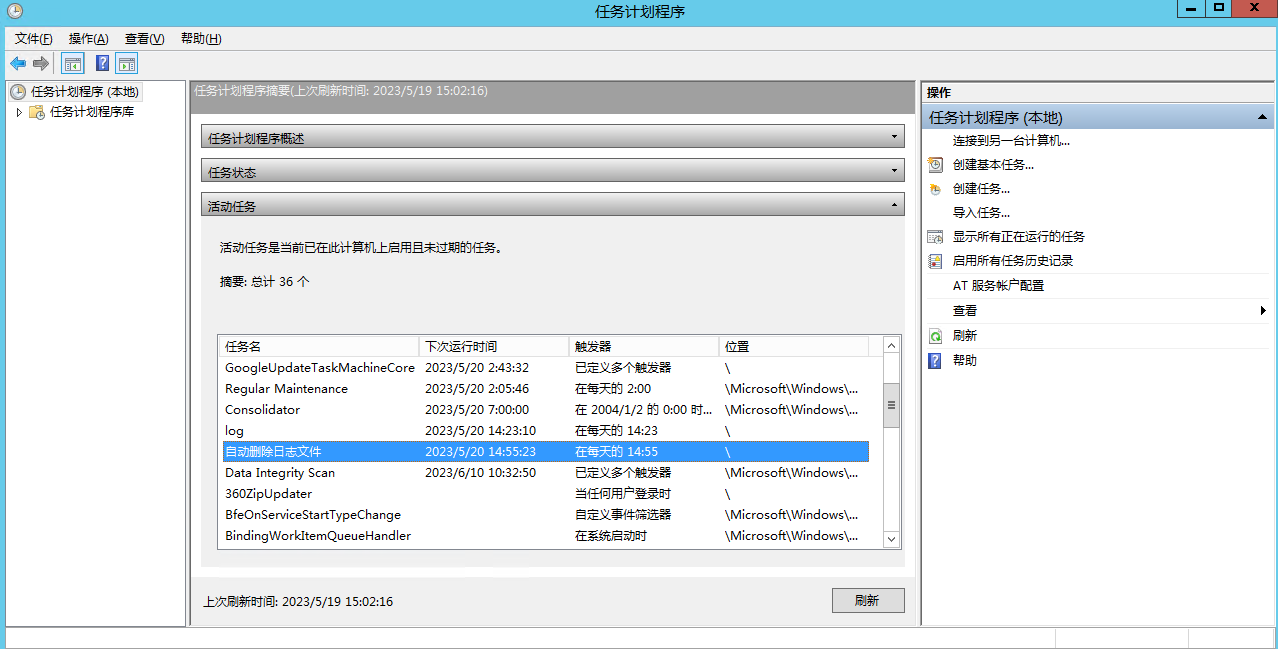 任务计划程序
文件(F) 操作(A) 查看(V) 帮助(H)
任务计划程序 (本地)
任务计划程序库
任务计划程序摘要(上次刷新时间: 2023/5/19 15:02:16)
任务计划程序概述
任务状态
活动任务
活动任务是当前已在此计算机上启用且未过期的任务。
摘要: 总计 36 个
任务名 下次运行时间 触发器 位置
GoogleUpdateTaskMachineCore 2023/5/20 2:43:32 已定义多个触发器 \
Regular Maintenance 2023/5/20 2:05:46 在每天的 2:00 \Microsoft\Windows\...
Consolidator 2023/5/20 7:00:00 在 2004/1/2 的 0:00 时... \Microsoft\Windows\...
log 2023/5/20 14:23:10 在每天的 14:23 \
自动删除日志文件 2023/5/20 14:55:23 在每天的 14:55 \
Data Integrity Scan 2023/6/10 10:32:50 已定义多个触发器 \Microsoft\Windows\...
360ZipUpdater 当任何用户登录时 \
BfeOnServiceStartTypeChange 自定义事件筛选器 \Microsoft\Windows\...
BindingWorkItemQueueHandler 在系统启动时 \Microsoft\Windows\...
上次刷新时间: 2023/5/19 15:02:16
刷新
操作
任务计划程序 (本地)
连接到另一台计算机...
创建基本任务...
创建任务...
导入任务...
显示所有正在运行的任务
启用所有任务历史记录
AT 服务帐户配置
查看
刷新
帮助